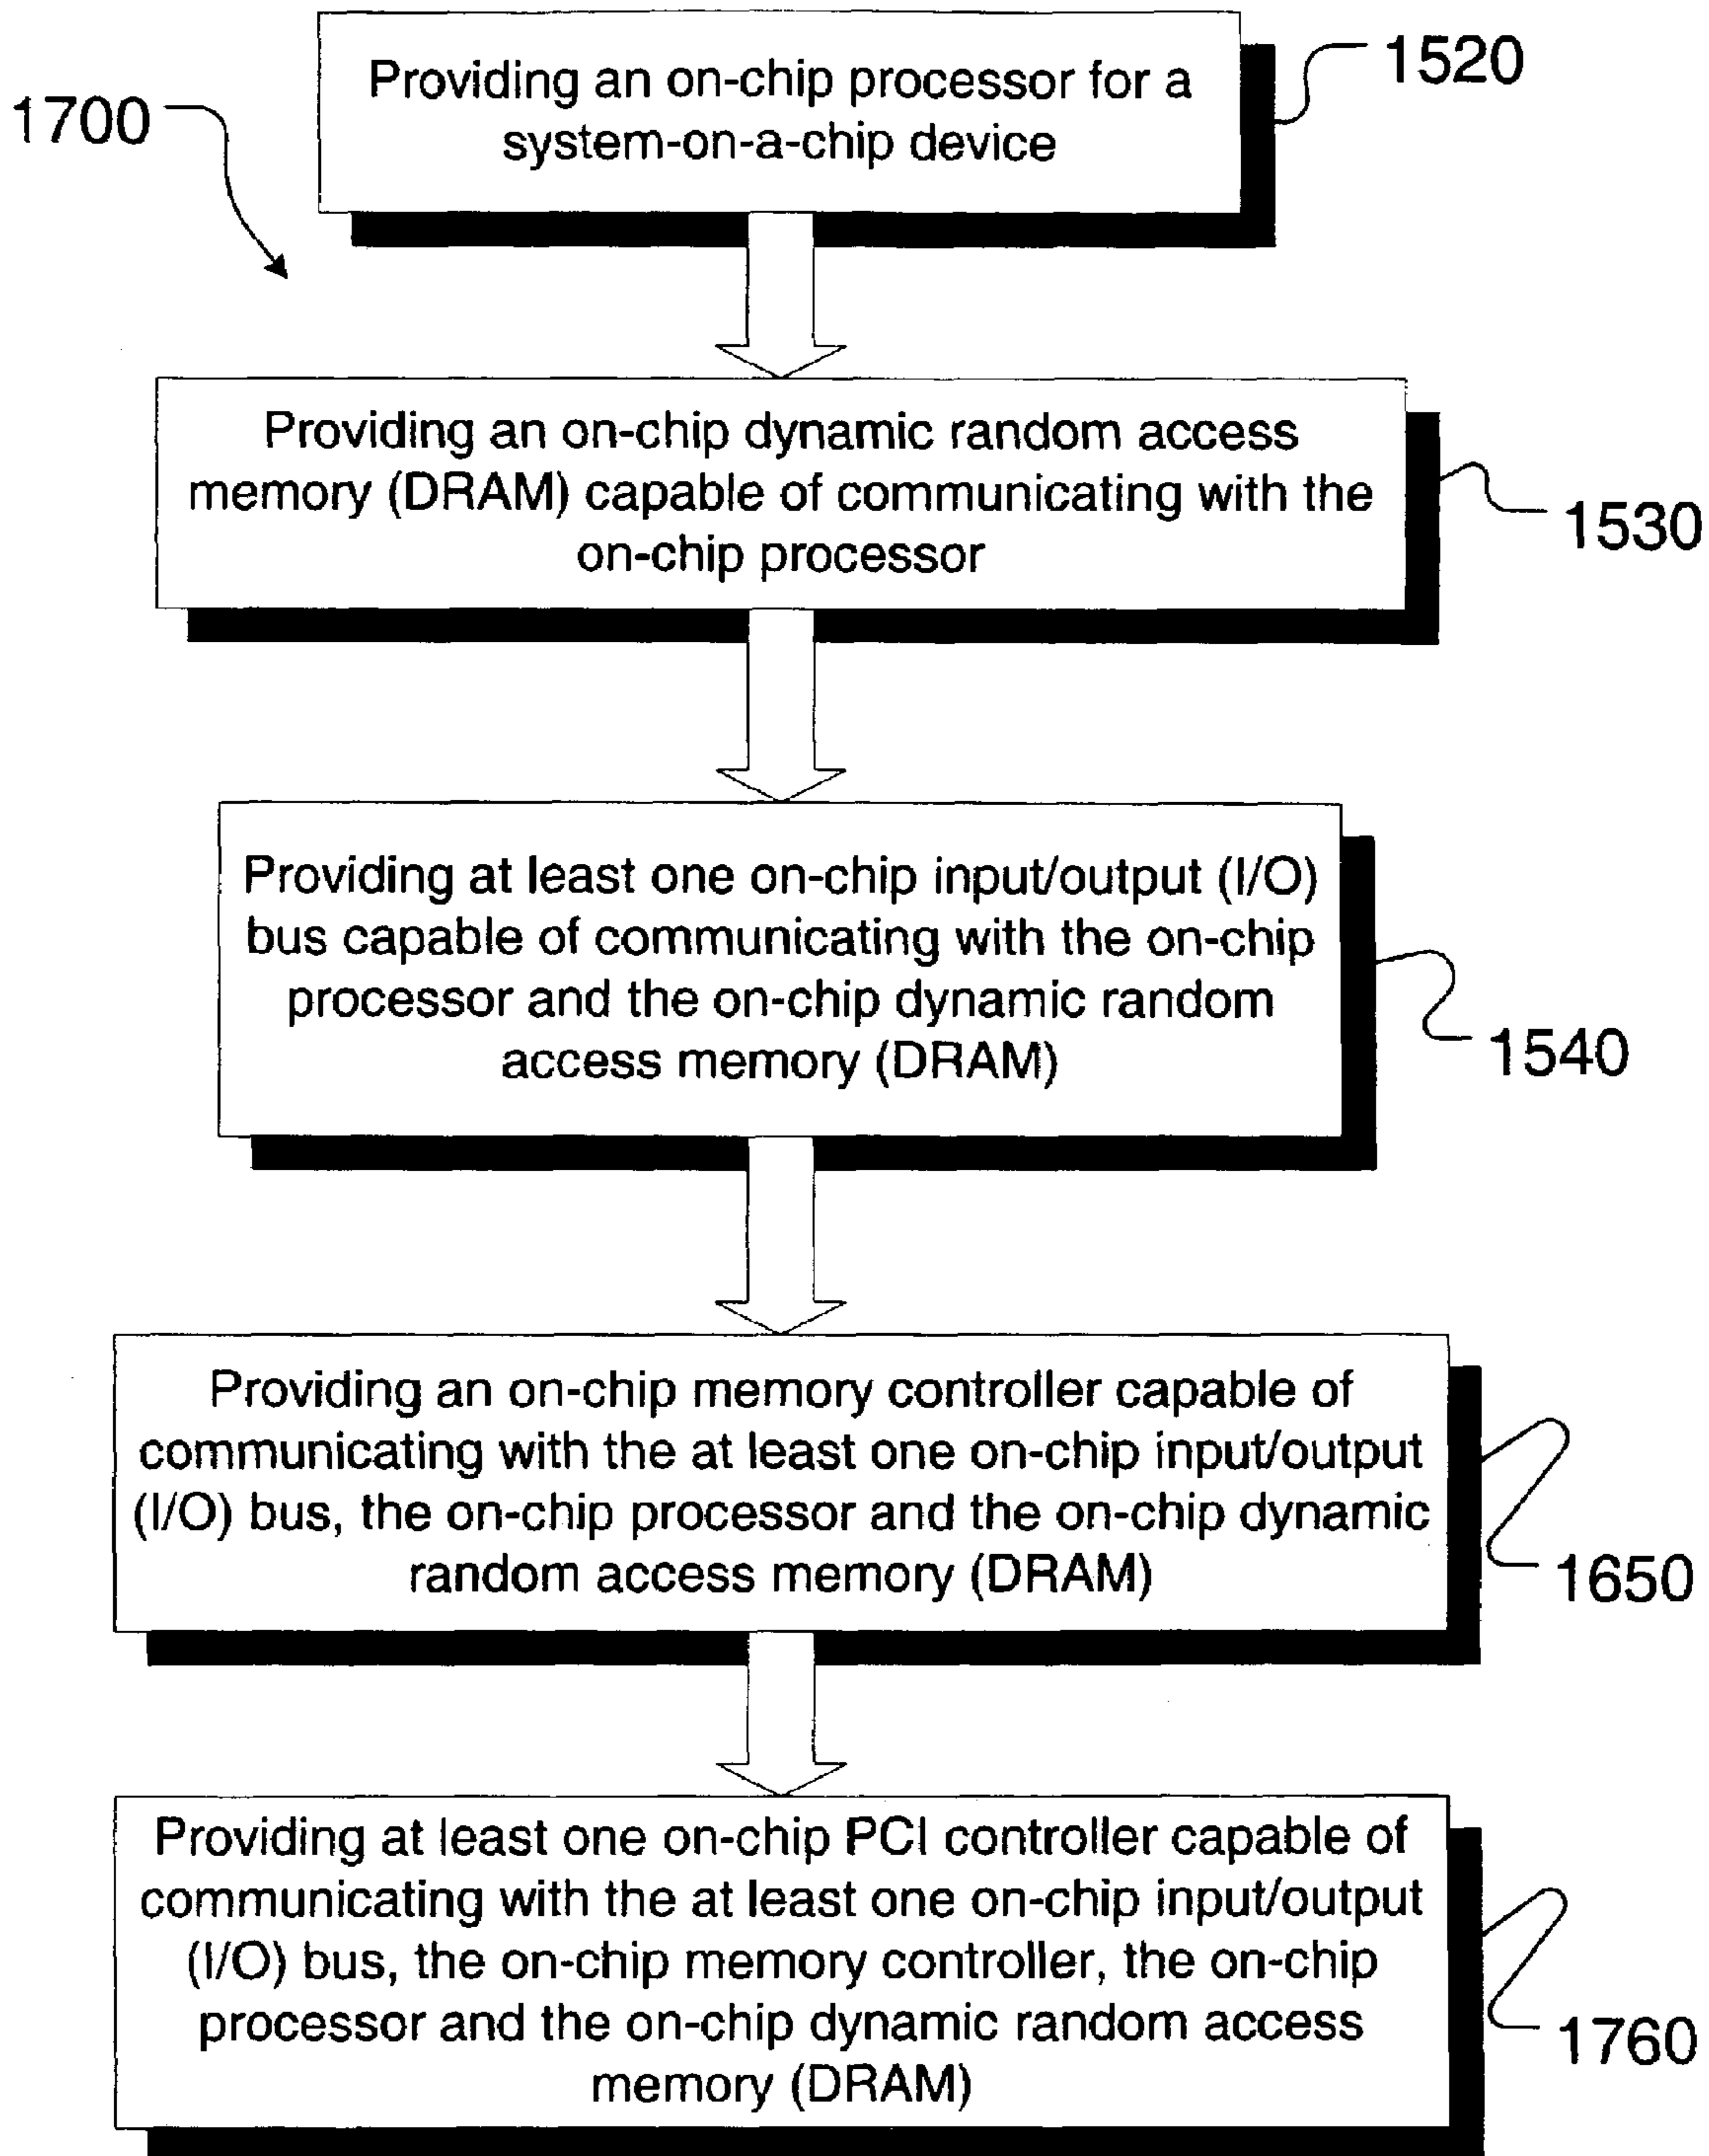 Providing an on-chip processor for a
system-on-a-chip device
1520
1700
Providing an on-chip dynamic random access
memory (DRAM) capable of communicating with the
on-chip processor
1530
Providing at least one on-chip input/output (I/O)
bus capable of communicating with the on-chip
processor and the on-chip dynamic random
access memory (DRAM)
1540
Providing an on-chip memory controller capable of
communicating with the at least one on-chip input/output
(I/O) bus, the on-chip processor and the on-chip dynamic
random access memory (DRAM)
1650
Providing at least one on-chip PCI controller capable of
communicating with the at least one on-chip input/output
(I/O) bus, the on-chip memory controller, the on-chip
processor and the on-chip dynamic random access
memory (DRAM)
1760